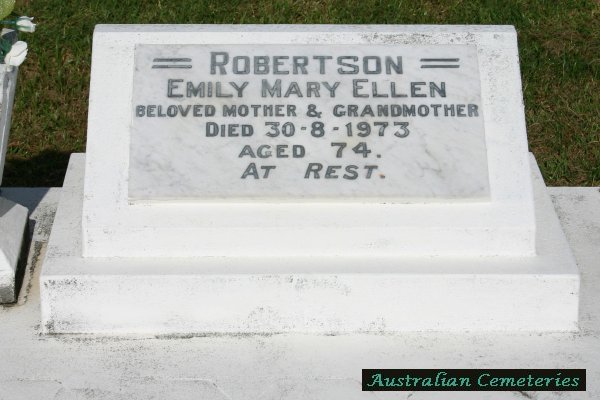 = ROBERTSON =
EMILY MARY ELLEN
BELOVED MOTHER & GRANDMOTHER
DIED 30-8-1973
AGED 74.
AT REST.
Australian Cemeteries